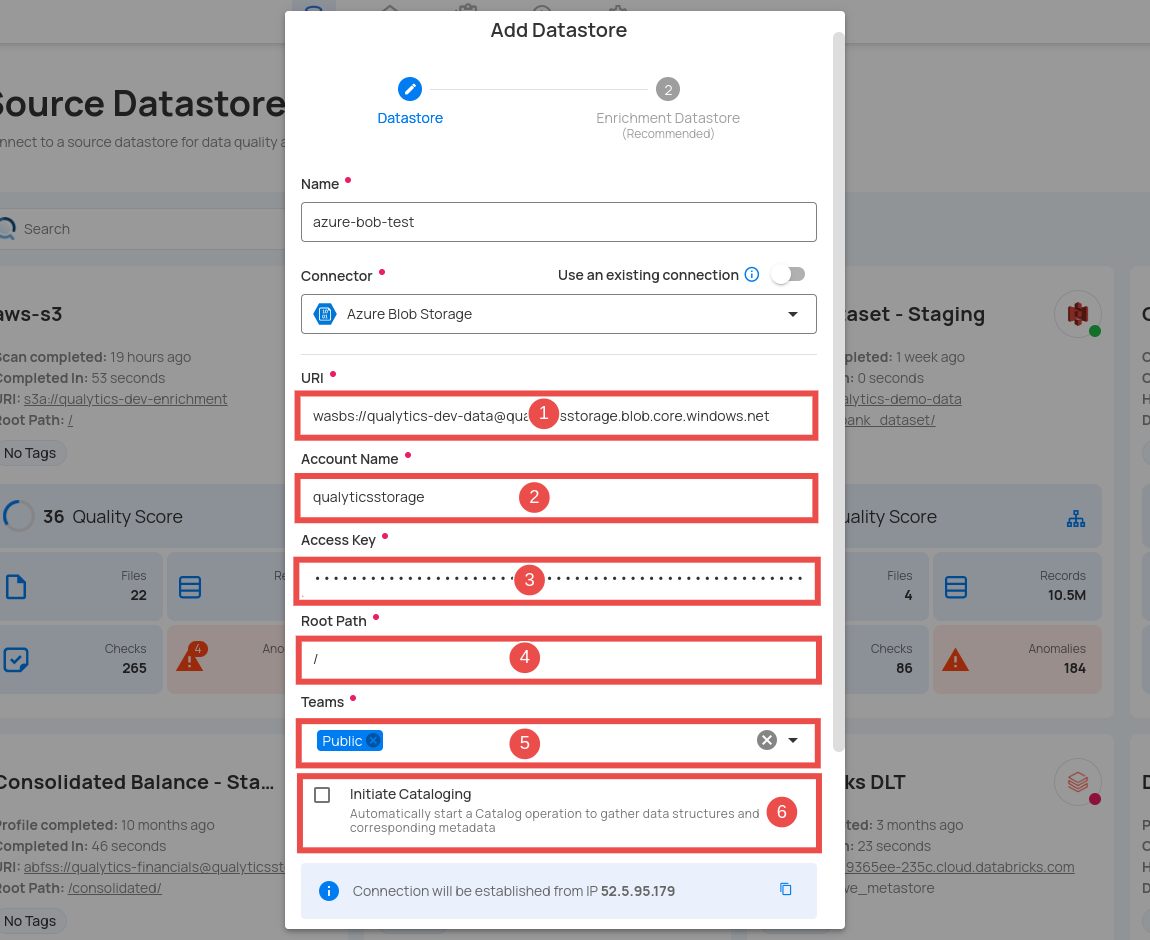 Add Datastore
2
Datastore
Enrichment Datastore
(Recommended)
Source Datastore
nnect to a source datastore for data quality a
Search
Name
azure-bob-test
Connector
Use an existing connection
Azure Blob Storage
URI
wasbs://qualytics-dev-data@qua 1 sstorage.blob.core.windows.net
Account Name
qualyticsstorage 2
Access Key
3
Root Path
/ 4
Teams
Public 5
Initiate Cataloging
Automatically start a Catalog operation to gather data structures and
corresponding metadata
6
Connection will be established from IP 52.5.95.179
aws-s3
Scan completed: 19 hours ago
Completed In: 53 seconds
URI: s3a://qualytics-dev-enrichment
Root Path: /
No Tags
36 Quality Score
Files
22
Re
Checks
265
4
Ano
Consolidated Balance - Sta...
Profile completed: 10 months ago
Completed In: 46 seconds
URI: abfss://qualytics-financials@qualyticsst
Root Path: /consolidated/
No Tags
taset - Staging
pleted: 1 week ago
n: 0 seconds
alytics-demo-data
bank_dataset/
uality Score
Files
4
Records
10.5M
Checks
86
Anomalies
184
ks DLT
ted: 3 months ago
n: 23 seconds
9365ee-235c.cloud.databricks.com
ve_metastore